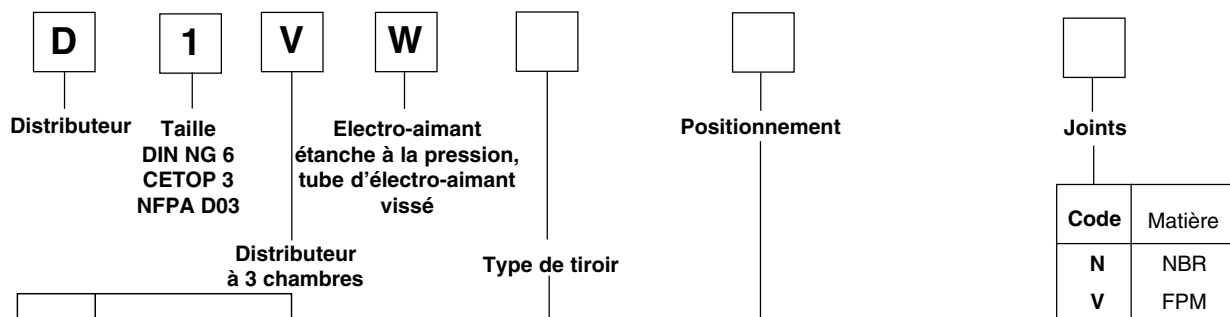 D 1 V W
Distributeur
Taille
DIN NG 6
CETOP 3
NFPA D03
Electro-aimant
étanche à la pression,
tube d'électro-aimant
vissé
Positionnement
Joints
Distributeur
à 3 chambres
Type de tiroir
Code Matière
N NBR
V FPM